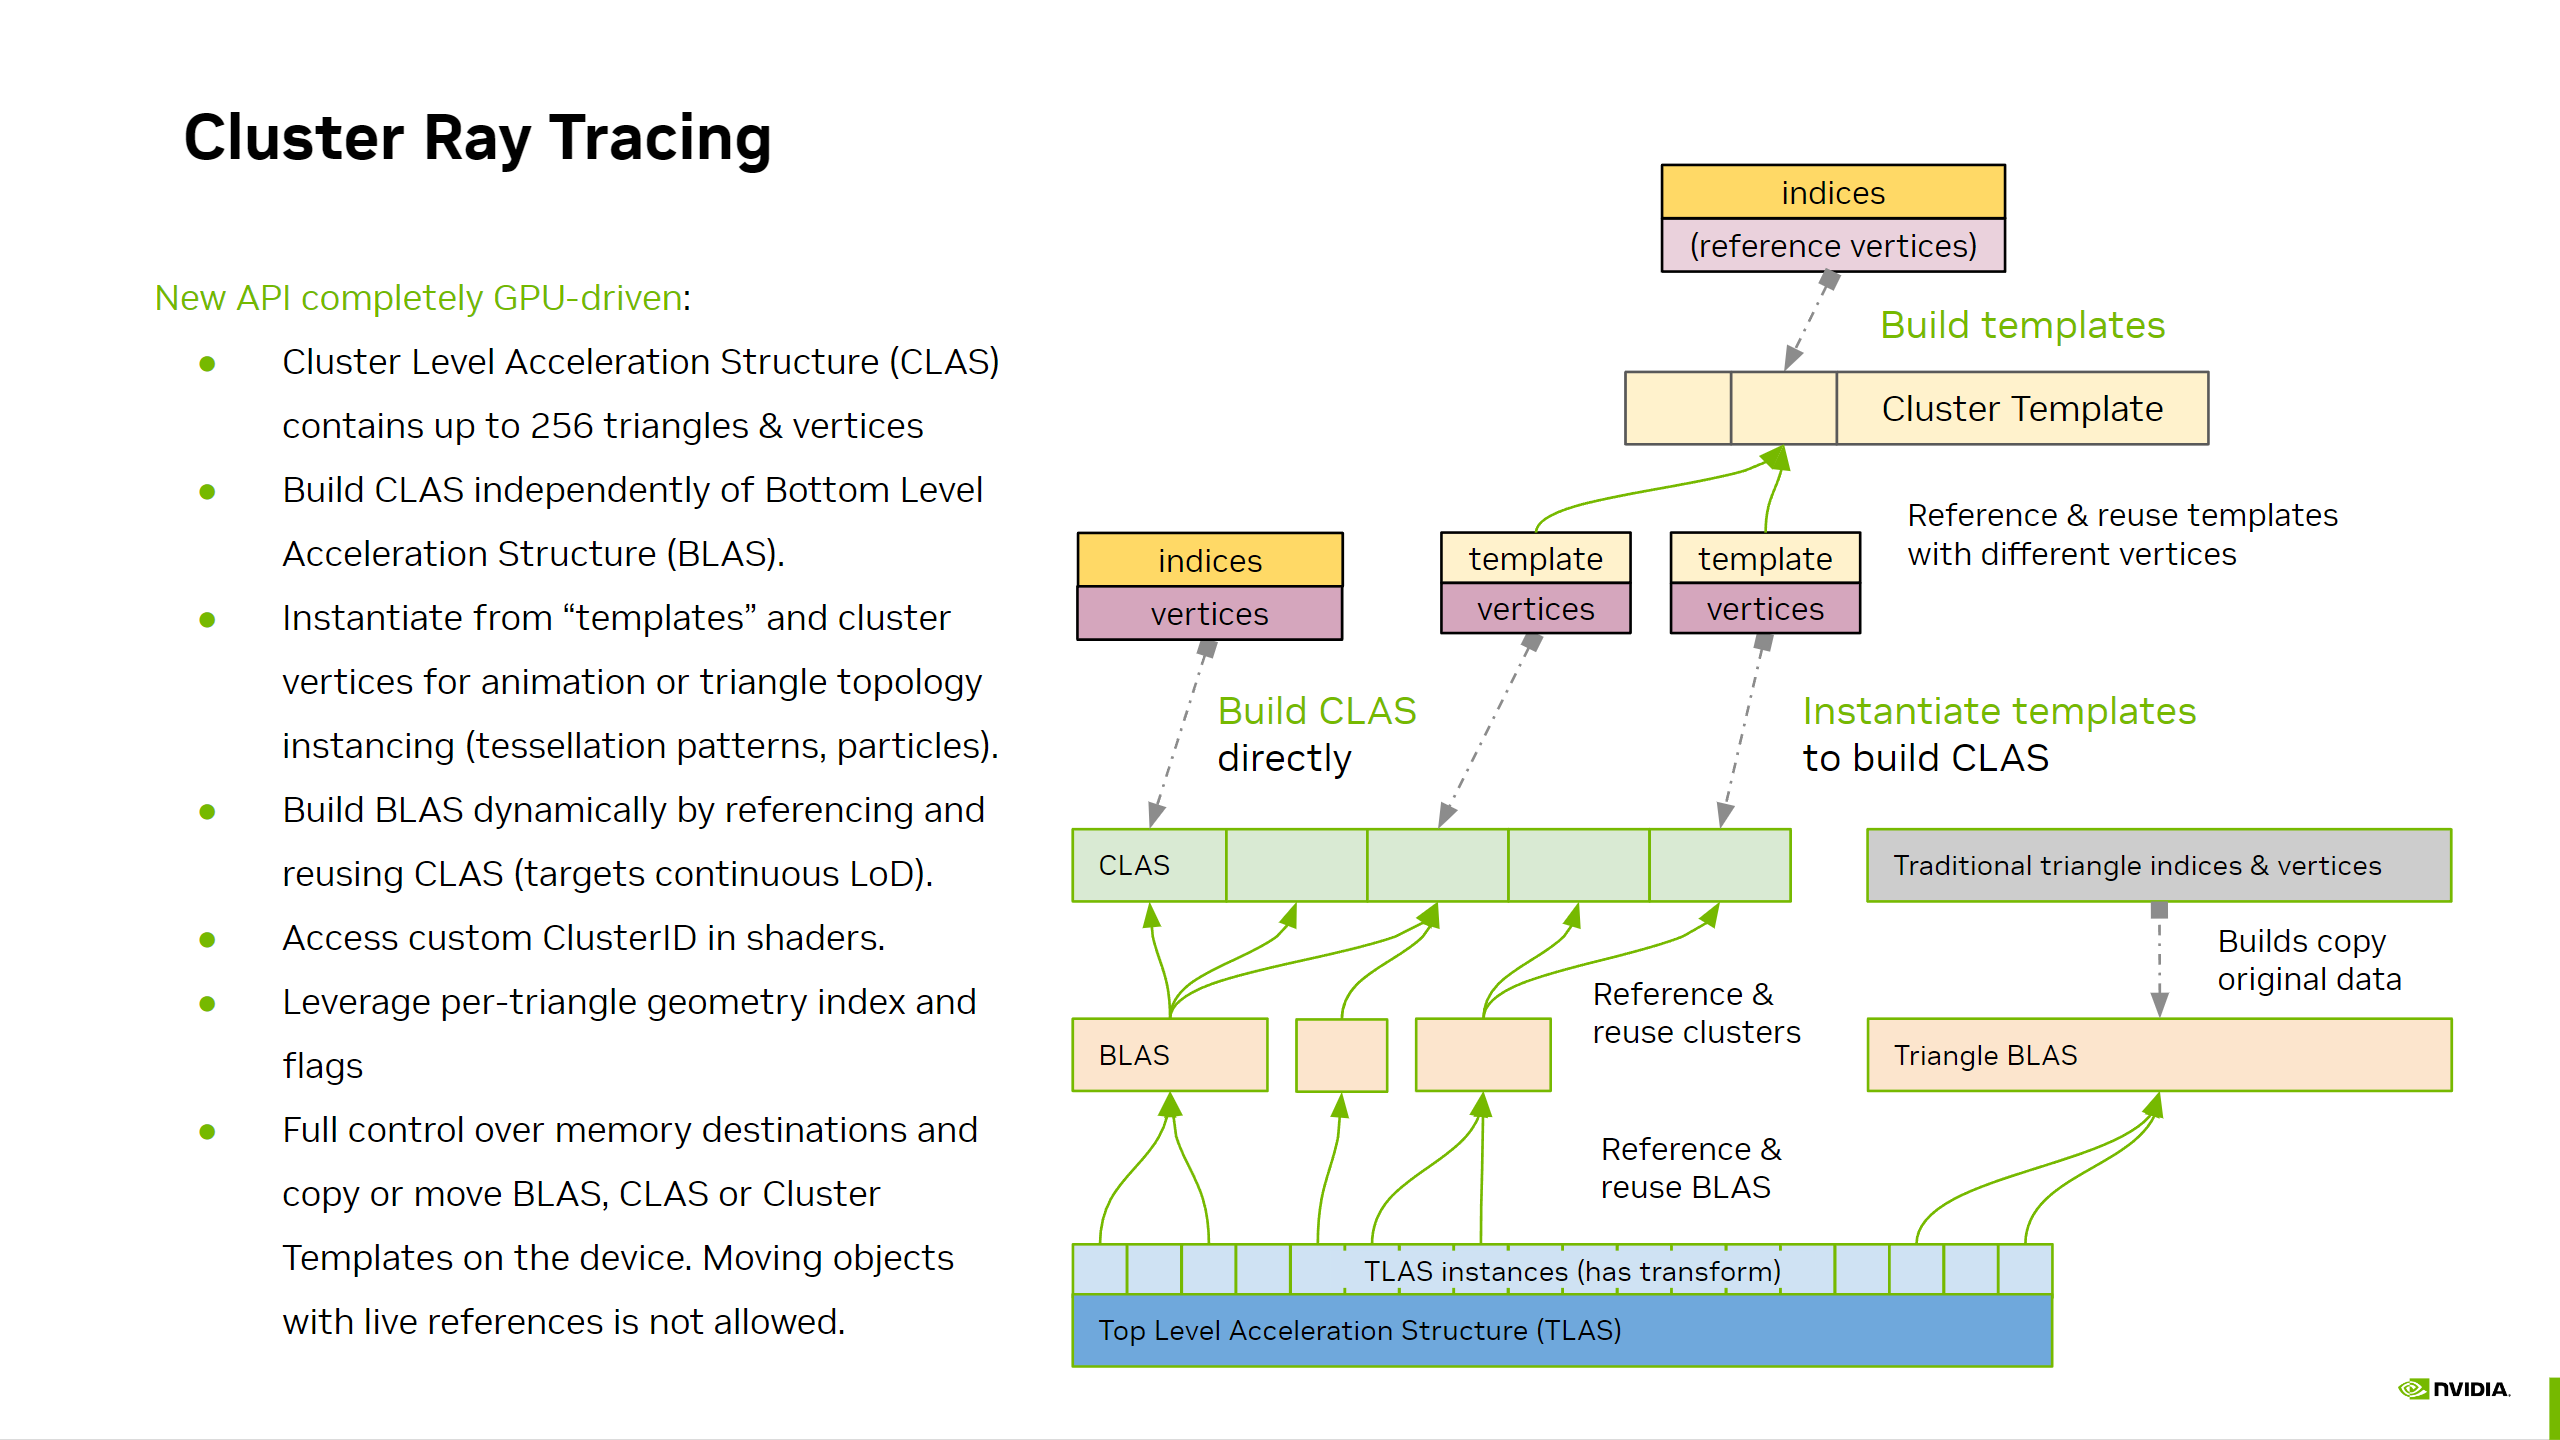 Cluster Ray Tracing
New API completely GPU-driven:
● Cluster Level Acceleration Structure (CLAS)
contains up to 256 triangles & vertices
● Build CLAS independently of Bottom Level
Acceleration Structure (BLAS).
● Instantiate from “templates” and cluster
vertices for animation or triangle topology
instancing (tessellation patterns, particles).
● Build BLAS dynamically by referencing and
reusing CLAS (targets continuous LoD).
● Access custom ClusterID in shaders.
● Leverage per-triangle geometry index and
flags
● Full control over memory destinations and
copy or move BLAS, CLAS or Cluster
Templates on the device. Moving objects
with live references is not allowed.
indices
(reference vertices)
Build templates
Cluster Template
Reference & reuse templates
with different vertices
indices
vertices
template
vertices
template
vertices
Build CLAS
directly
Instantiate templates
to build CLAS
CLAS
Traditional triangle indices & vertices
Builds copy
original data
Reference &
reuse clusters
BLAS
Triangle BLAS
Reference &
reuse BLAS
TLAS instances (has transform)
Top Level Acceleration Structure (TLAS)
NVIDIA.